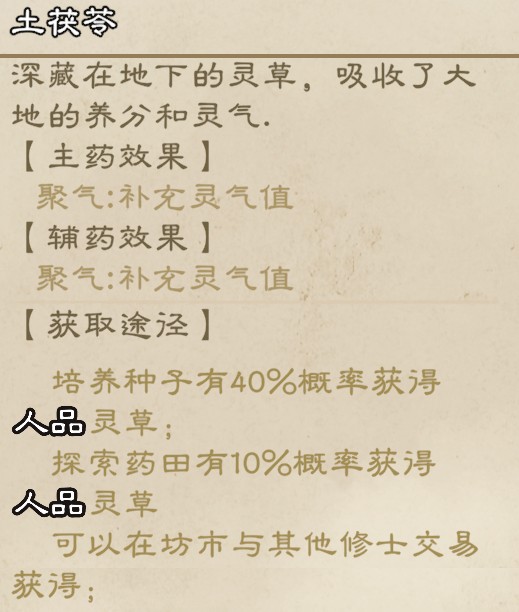 土茯苓
深藏在地下的灵草，吸收了大
地的养分和灵气.
【主药效果】
聚气:补充灵气值
【辅药效果】
聚气:补充灵气值
【获取途径】
培养种子有40%概率获得
人品灵草；
探索药田有10%概率获得
人品灵草
可以在坊市与其他修士交易
获得；